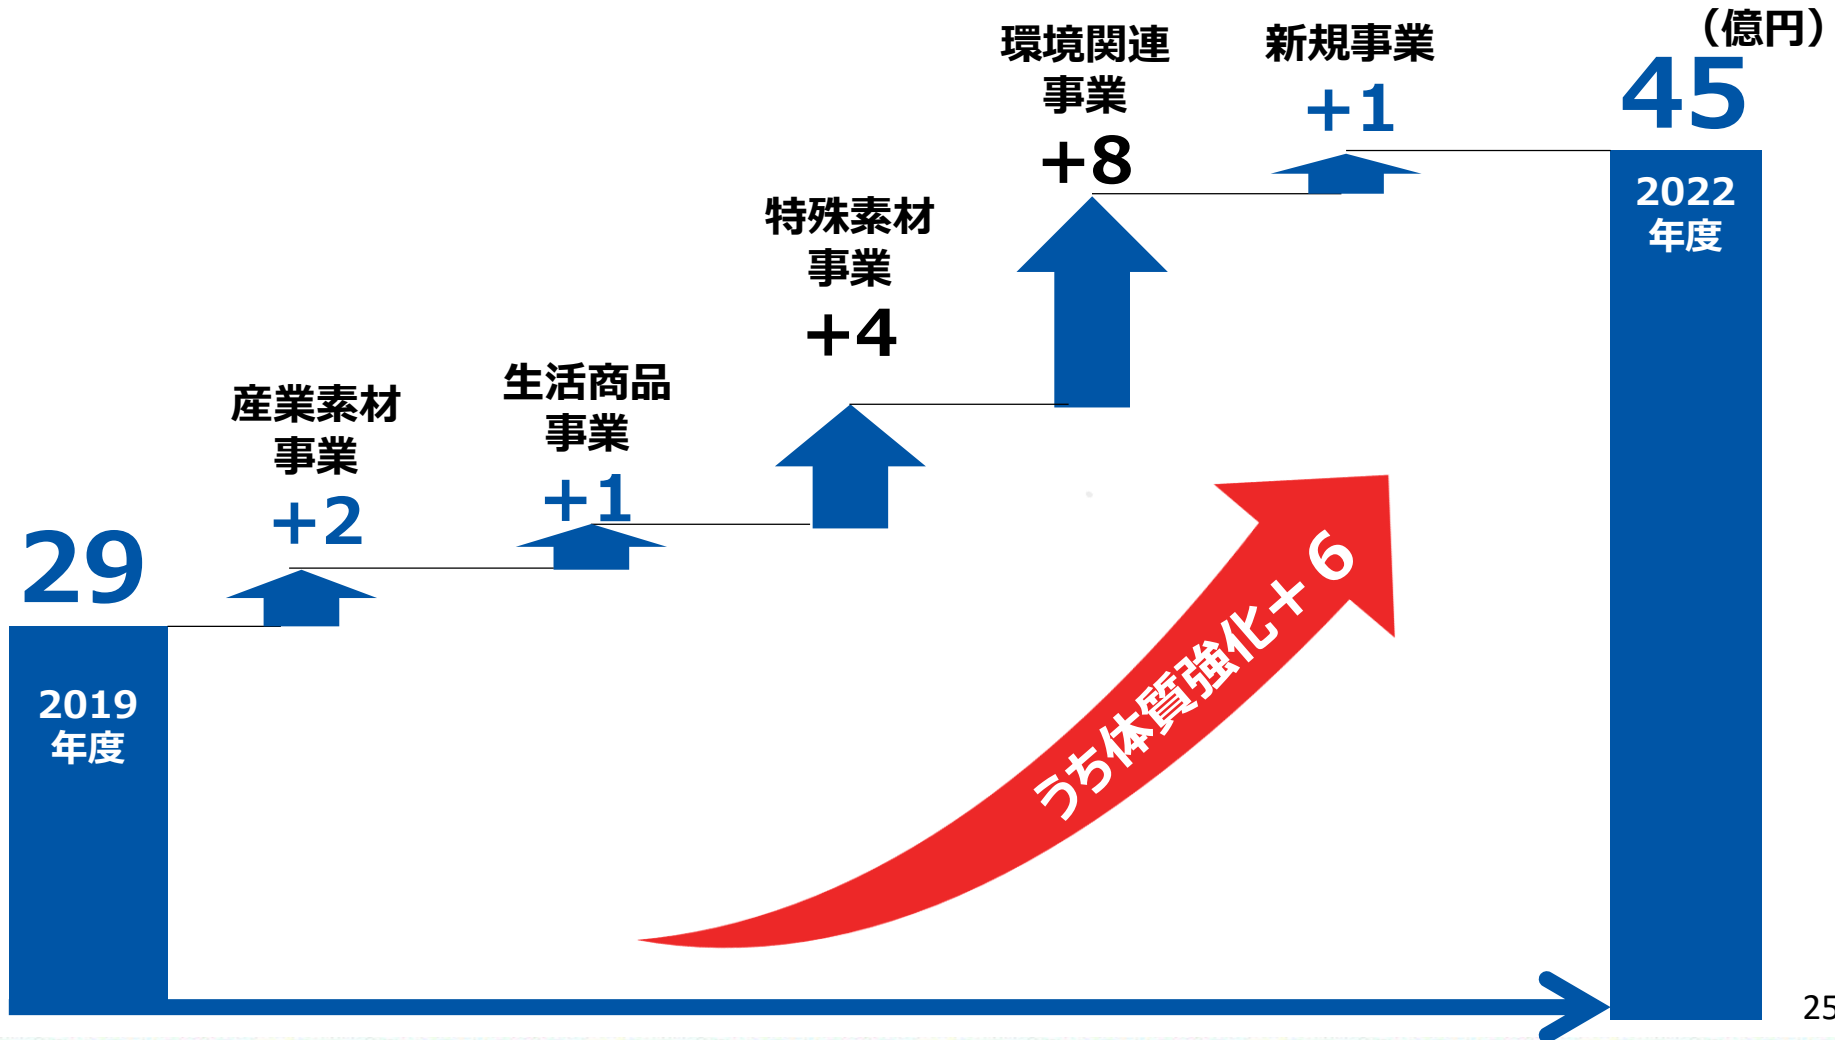 （億円）
29
2019
年度
産業素材
事業
+2
生活商品
事業
+1
特殊素材
事業
+4
環境関連
事業
+8
新規事業
+1
45
2022
年度
うち体質強化＋６
25